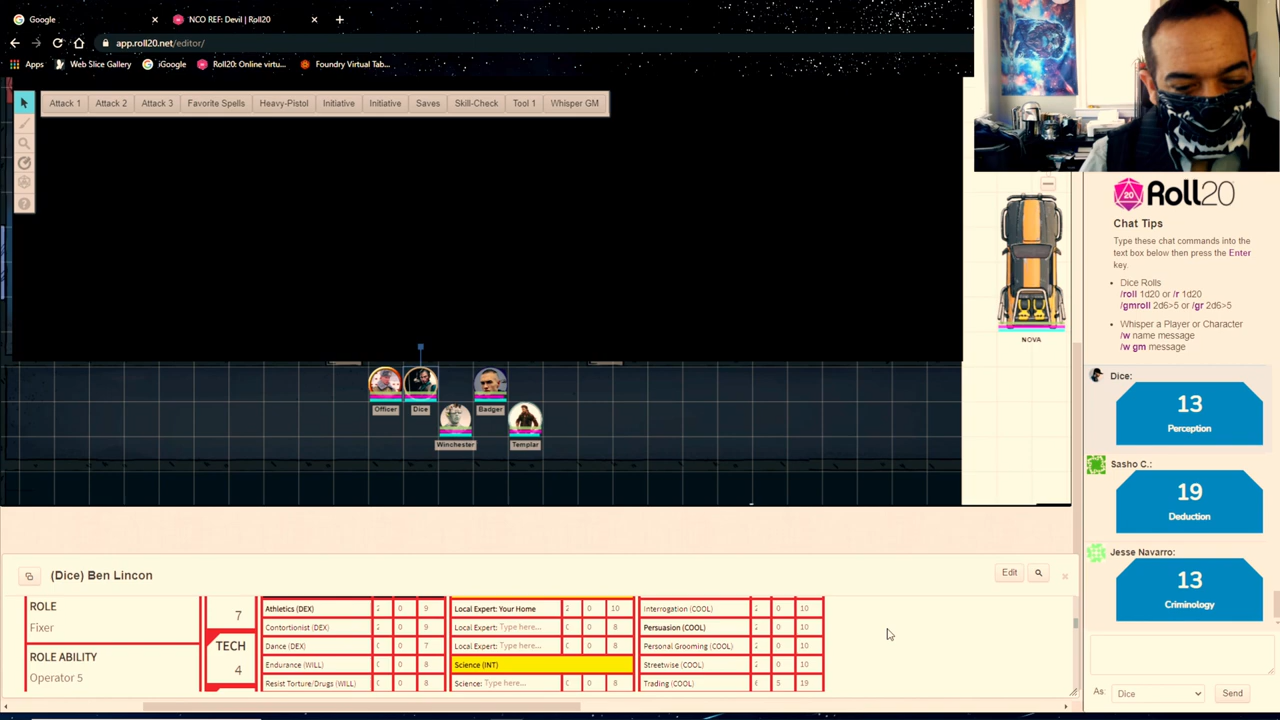 Google
NCO REF: Devil | Roll20
app.roll20.net/editor/
Apps Web Slice Gallery iGoogle Roll20: Online virtu... Foundry Virtual Tab...
Attack 1 Attack 2 Attack 3 Favorite Spells Heavy-Pistol Initiative Initiative Saves Skill-Check Tool 1 Whisper GM
NOVA
Officer Dice Badger
Winchester Templar
(Dice) Ben Lincon
Edit
ROLE
Fixer
ROLE ABILITY
Operator 5
7
TECH
4
Athletics (DEX) 2 0 9
Contortionist (DEX) 0 9
Dance (DEX) 0 7
Endurance (WILL) 0 8
Resist Torture/Drugs (WILL) 0 8
Local Expert: Your Home 2 0 10
Local Expert: Type here... 0 8
Local Expert: Type here... 0 8
Science (INT)
Science: Type here... 0 8
Interrogation (COOL) 2 0 10
Persuasion (COOL) 0 10
Personal Grooming (COOL) 0 10
Streetwise (COOL) 0 10
Trading (COOL) 5 19
Roll20
Chat Tips
Type these chat commands into the
text box below then press the Enter
key
Dice Rolls
/roll 1d20 or /r 1d20
/gmroll 2d6>5 or /gr 2d6>5
Whisper a Player or Character
/w name message
/w gm message
Dice:
13
Perception
Sasho C.:
19
Deduction
Jesse Navarro:
13
Criminology
As: Dice Send